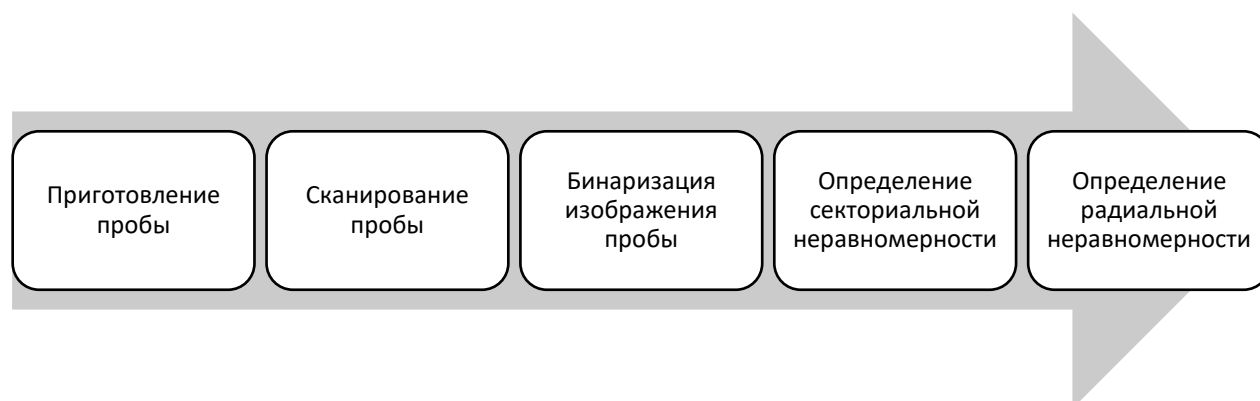 Приготовление
пробы
Сканирование
пробы
Бинаризация
изображения
пробы
Определение
секториальной
неравномерности
Определение
радиальной
неравномерности